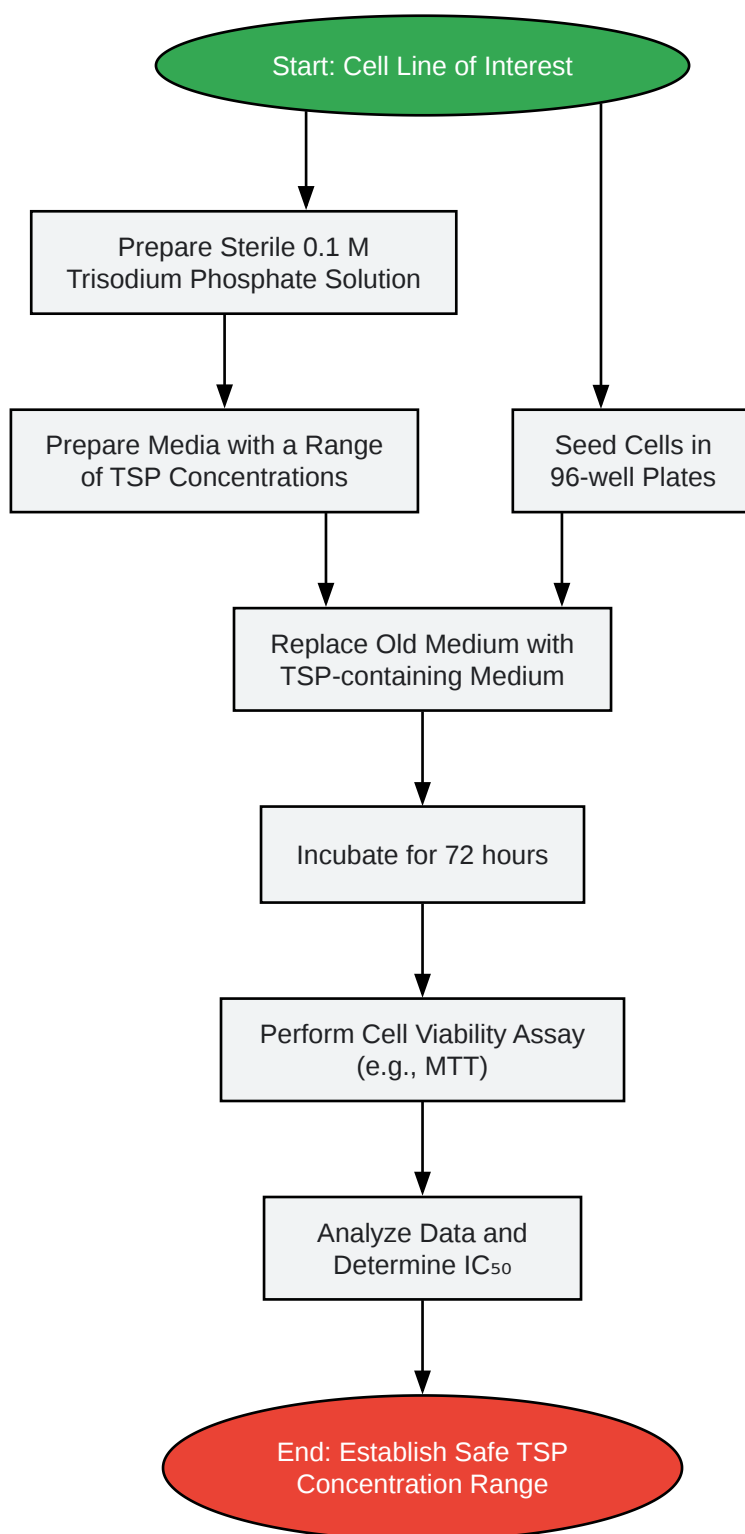 Start: Cell Line of Interest
Prepare Sterile 0.1 M
Trisodium Phosphate Solution
Prepare Media with a Range
of TSP Concentrations
Seed Cells in
96-well Plates
Replace Old Medium with
TSP-containing Medium
Incubate for 72 hours
Perform Cell Viability Assay
(e.g., MTT)
Analyze Data and
Determine IC₅₀
End: Establish Safe TSP
Concentration Range